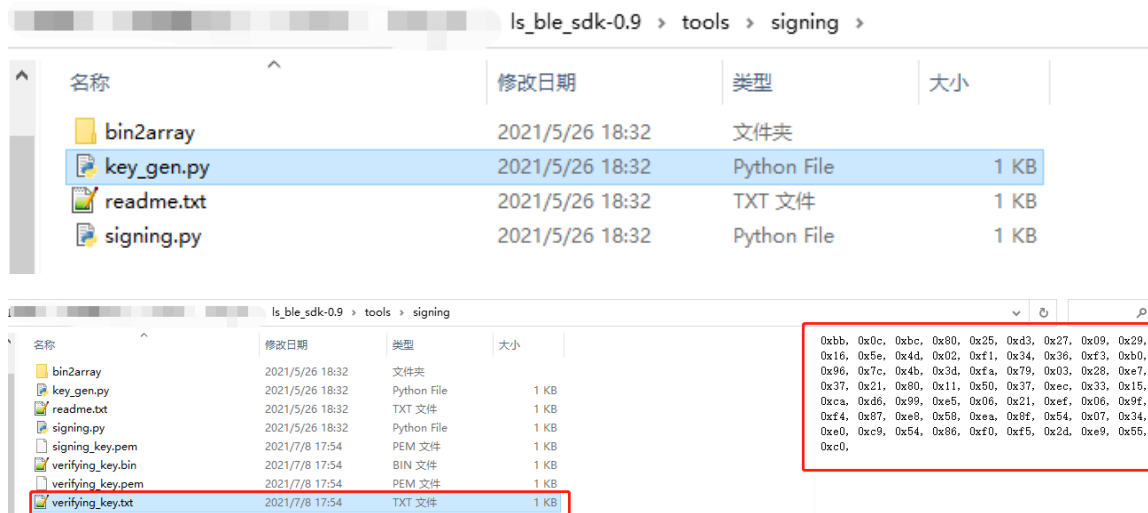 ls_ble_sdk-0.9 › tools › signing ›
名称 修改日期 类型 大小
bin2array 2021/5/26 18:32 文件夹
key_gen.py 2021/5/26 18:32 Python File 1 KB
readme.txt 2021/5/26 18:32 TXT 文件 1 KB
signing.py 2021/5/26 18:32 Python File 1 KB
ls_ble_sdk-0.9 › tools › signing
名称 修改日期 类型 大小
bin2array 2021/5/26 18:32 文件夹
key_gen.py 2021/5/26 18:32 Python File 1 KB
readme.txt 2021/5/26 18:32 TXT 文件 1 KB
signing.py 2021/5/26 18:32 Python File 1 KB
signing_key.pem 2021/7/8 17:54 PEM 文件 1 KB
verifying_key.bin 2021/7/8 17:54 BIN 文件 1 KB
verifying_key.pem 2021/7/8 17:54 PEM 文件 1 KB
verifying_key.txt 2021/7/8 17:54 TXT 文件 1 KB
0xbb, 0x0c, 0xbc, 0x80, 0x25, 0xd3, 0x27, 0x09, 0x29,
0x16, 0x5e, 0x4d, 0x02, 0xf1, 0x34, 0x36, 0xf3, 0xb0,
0x96, 0x7c, 0x4b, 0x3d, 0xfa, 0x79, 0x03, 0x28, 0xe7,
0x37, 0x21, 0x80, 0x11, 0x50, 0x37, 0xec, 0x33, 0x15,
0xca, 0xd6, 0x99, 0xe5, 0x06, 0x21, 0xef, 0x06, 0x9f,
0xf4, 0x87, 0xe8, 0x58, 0xea, 0x8f, 0x54, 0x07, 0x34,
0xe0, 0xc9, 0x54, 0x86, 0xf0, 0xf5, 0x2d, 0xe9, 0x55,
0xc0,